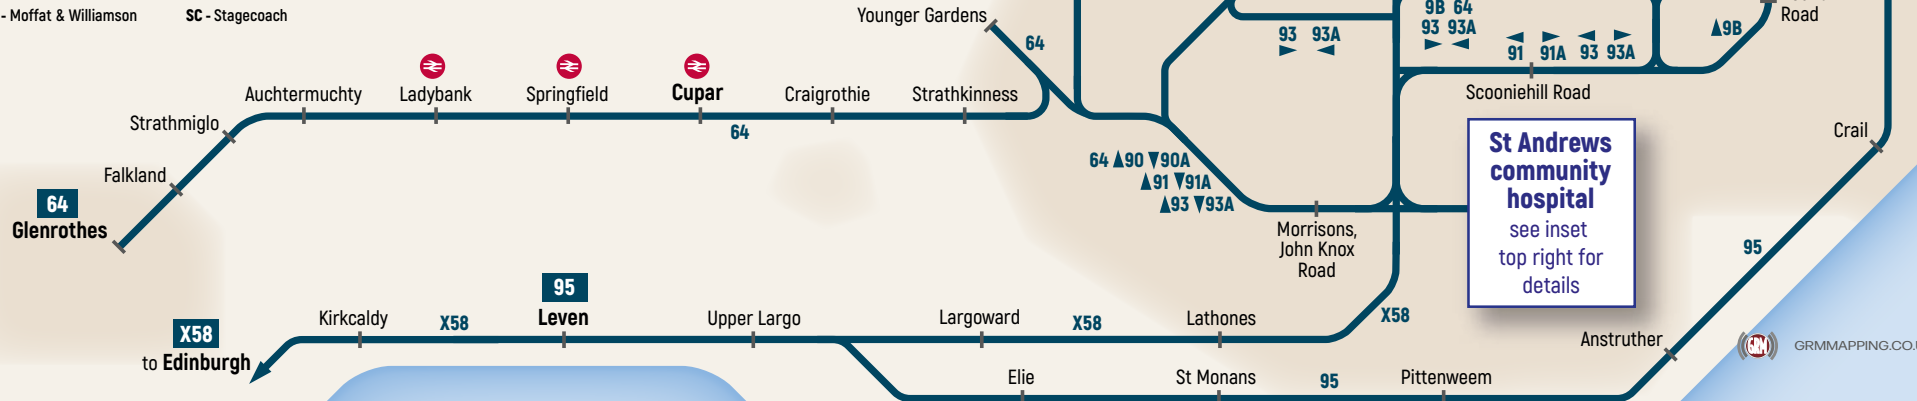 - Moffat & Williamson
SC - Stagecoach
Younger Gardens
64
93 93A
9B 64
93 93A
91 91A 93 93A
▲9B
Road
Scooniehill Road
Auchtermuchty
Ladybank
Springfield
Cupar
Craigrothie
Strathkinness
64
Strathmiglo
Falkland
64
Glenrothes
64 ▲90 ▼90A
▲91 ▼91A
▲93 ▼93A
Morrisons,
John Knox
Road
St Andrews
community
hospital
see inset
top right for
details
Crail
95
Anstruther
GRM
GRMMAPPING.CO.U
X58
to Edinburgh
Kirkcaldy
X58
95
Leven
Upper Largo
Largoward
X58
Lathones
X58
Elie
St Monans
95
Pittenweem